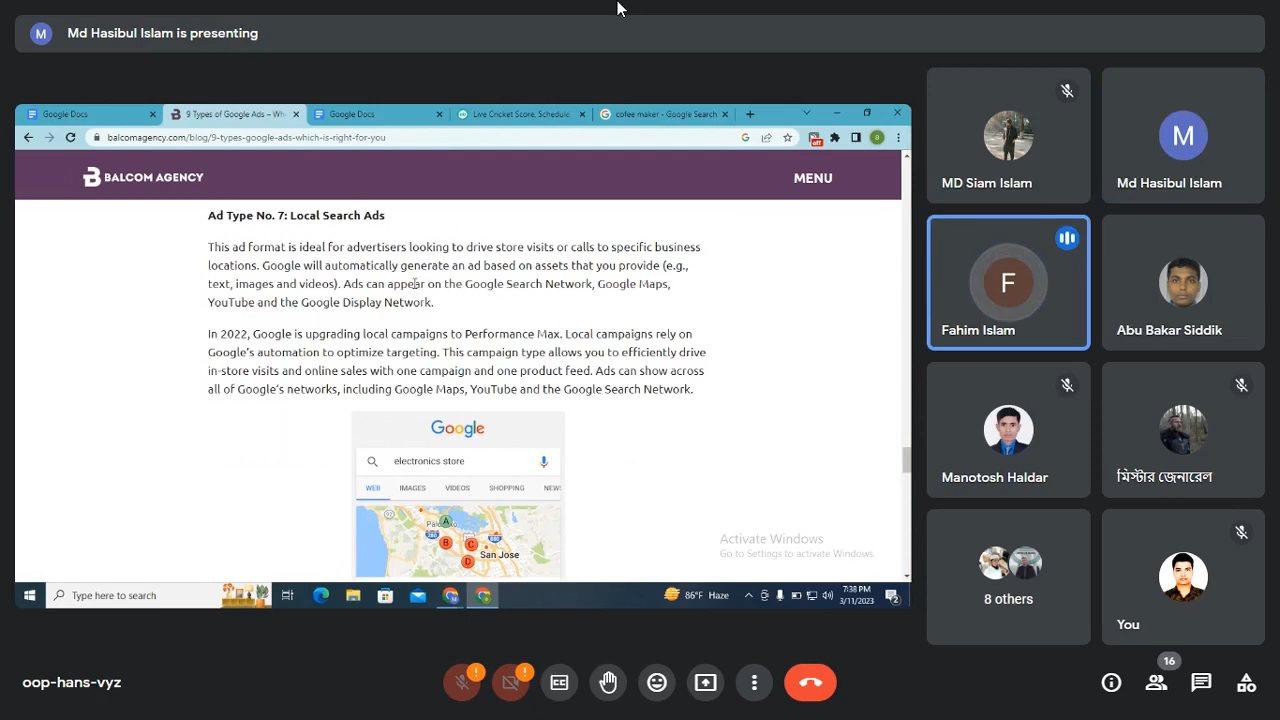 M
Md Hasibul Islam is presenting
Google Docs
9 Types of Google Ads – Wh
Google Docs
Live Cricket Score, Schedule
cofee maker - Google Search
balcomagency.com/blog/9-types-google-ads-which-is-right-for-you
off
a
BALCOM AGENCY
MENU
Ad Type No. 7: Local Search Ads
This ad format is ideal for advertisers looking to drive store visits or calls to specific business
locations. Google will automatically generate an ad based on assets that you provide (e.g.,
text, images and videos). Ads can appear on the Google Search Network, Google Maps,
YouTube and the Google Display Network.
In 2022, Google is upgrading local campaigns to Performance Max. Local campaigns rely on
Google's automation to optimize targeting. This campaign type allows you to efficiently drive
in-store visits and online sales with one campaign and one product feed. Ads can show across
all of Google's networks, including Google Maps, YouTube and the Google Search Network.
Google
electronics store
WEB IMAGES VIDEOS SHOPPING NEWS
Palo
A
280
880
B
C
San Jose
D
Activate Windows
Go to Settings to activate Windows.
Type here to search
86°F Haze
7:38 PM
3/11/2023
2
MD Siam Islam
M
Md Hasibul Islam
F
Fahim Islam
Abu Bakar Siddik
Manotosh Haldar
মিস্টার জেনারেল
8 others
You
oop-hans-vyz
16